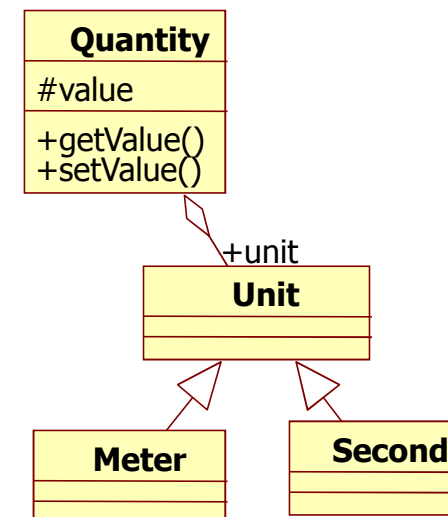 Quantity
#value
+getValue()
+setValue()
+unit
Unit
Meter
Second